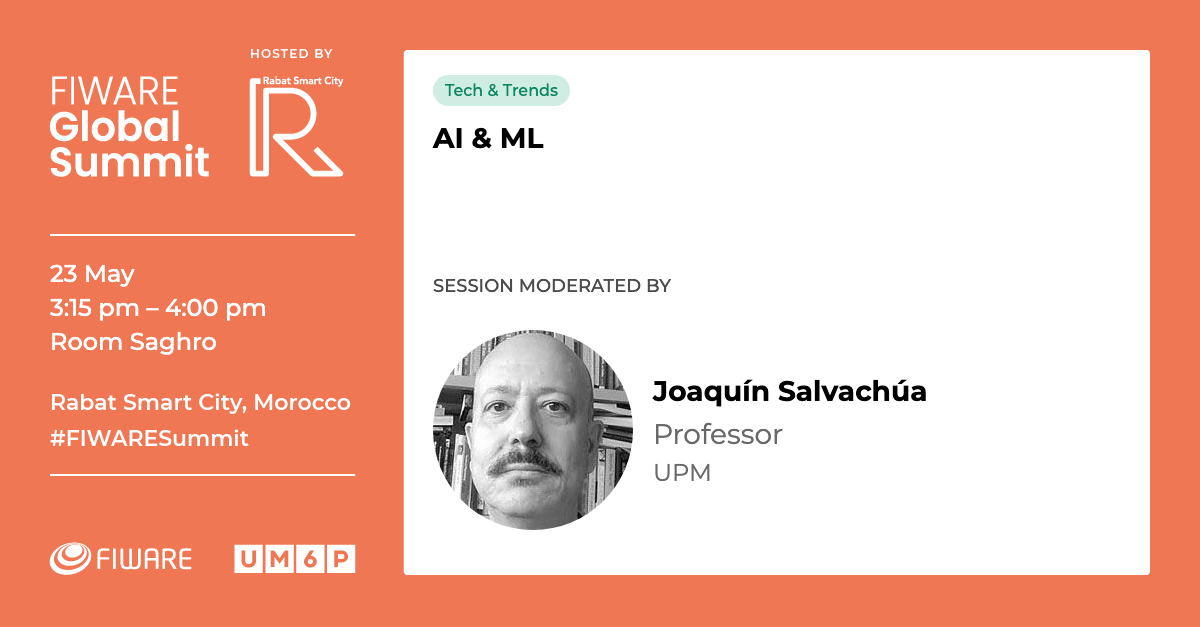 HOSTED BY
FIWARE
Global
Summit
Rabat Smart City
R
23 May
3:15 pm – 4:00 pm
Room Saghro
Rabat Smart City, Morocco
#FIWARESummit
FIWARE
UM6P
Tech & Trends
AI & ML
SESSION MODERATED BY
Joaquín Salvachúa
Professor
UPM